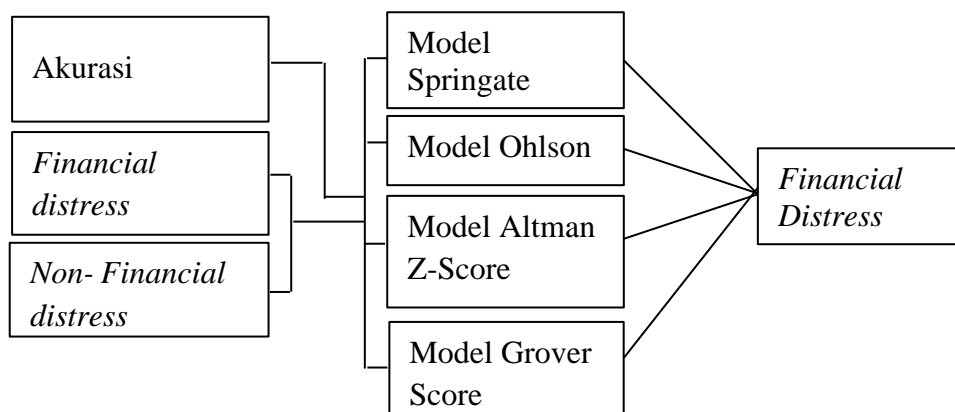 Akurasi
Financial
distress
Non- Financial
distress
Model
Springate
Model Ohlson
Model Altman
Z-Score
Model Grover
Score
Financial
Distress